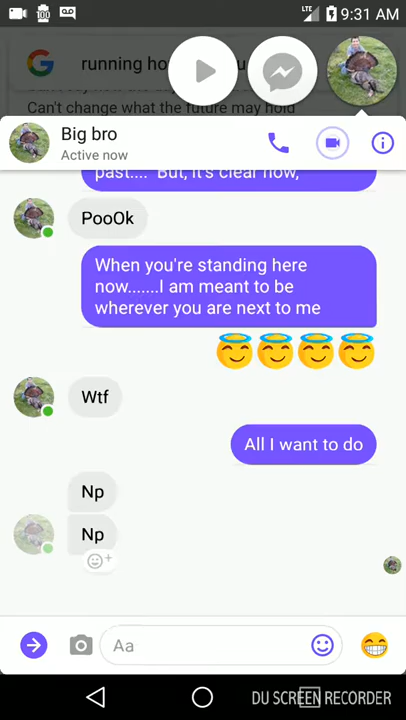 100
LTE
9:31 AM
running ho
u
Can't change what the future may hold
Big bro
Active now
past.... But, it's clear now,
PooOk
When you're standing here
now.......I am meant to be
wherever you are next to me
Wtf
All I want to do
Np
Np
Aa
DU SCREEN RECORDER